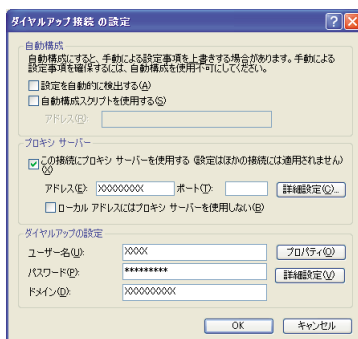 ダイヤルアップ接続 の設定
自動構成
自動構成にすると、手動による設定事項を上書きする場合があります。手動による
設定事項を確保するには、自動構成を使用不可にしてください。
設定を自動的に検出する(A)
自動構成スクリプトを使用する(S)
アドレス(R):
プロキシ サーバー
この接続にプロキシ サーバーを使用する (設定はほかの接続には適用されません)
(X)
アドレス(E): XXXXXXXX ポート(T): 詳細設定(C)...
ローカル アドレスにはプロキシ サーバーを使用しない(B)
ダイヤルアップの設定
ユーザー名(U): XXXX プロパティ(O)
パスワード(P): ********* 詳細設定(V)
ドメイン(D): XXXXXXXXX
OK キャンセル